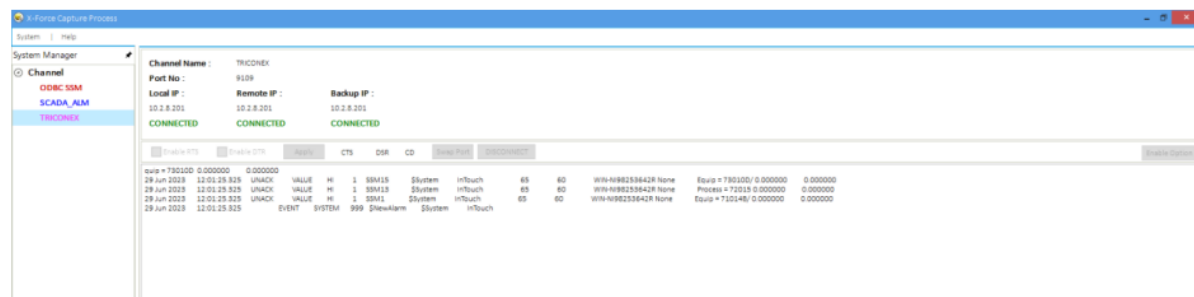 X-Force Capture Process
System | Help
System Manager
Channel
ODBC SSM
SCADA_ALM
TRICONEX
Channel Name : TRICONEX
Port No : 9109
Local IP : Remote IP : Backup IP :
10.2.8.201 10.2.8.201 10.2.8.201
CONNECTED CONNECTED CONNECTED
Enable RTS Enable DTR Apply CTS DSR CD Swap Port DISCONNECT Enable Option
quip = 73010D 0.000000 0.000000
29 Jun 2023 12:01:25.325 UNACK VALUE HI 1 SSM15 $System InTouch 65 60 WIN-NI98253642R None Equip = 73010D/ 0.000000 0.000000
29 Jun 2023 12:01:25.325 UNACK VALUE HI 1 SSM13 $System InTouch 65 60 WIN-NI98253642R None Process = 72015 0.000000 0.000000
29 Jun 2023 12:01:25.325 UNACK VALUE HI 1 SSM1 $System InTouch 65 60 WIN-NI98253642R None Equip = 71014B/ 0.000000 0.000000
29 Jun 2023 12:01:25.325 EVENT SYSTEM 999 $NewAlarm $System InTouch